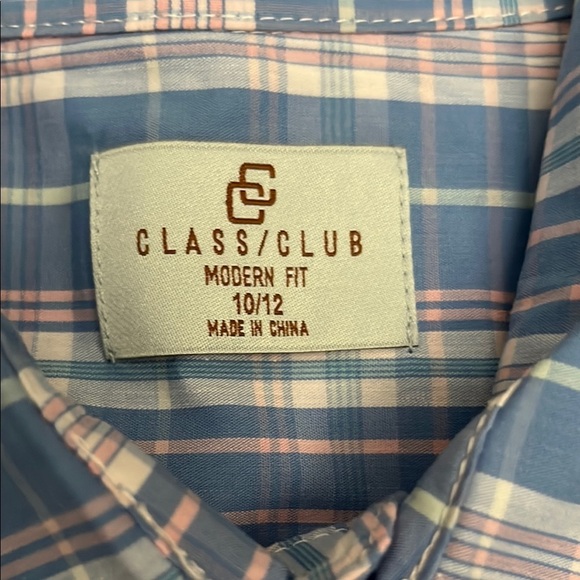 CLASS/CLUB
MODERN FIT
10/12
MADE IN CHINA